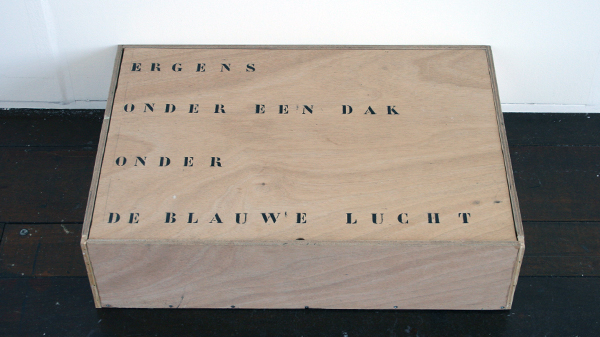 ERGENS
ONDER EEN DAK
ONDER
DE BLAUWE LUCHT